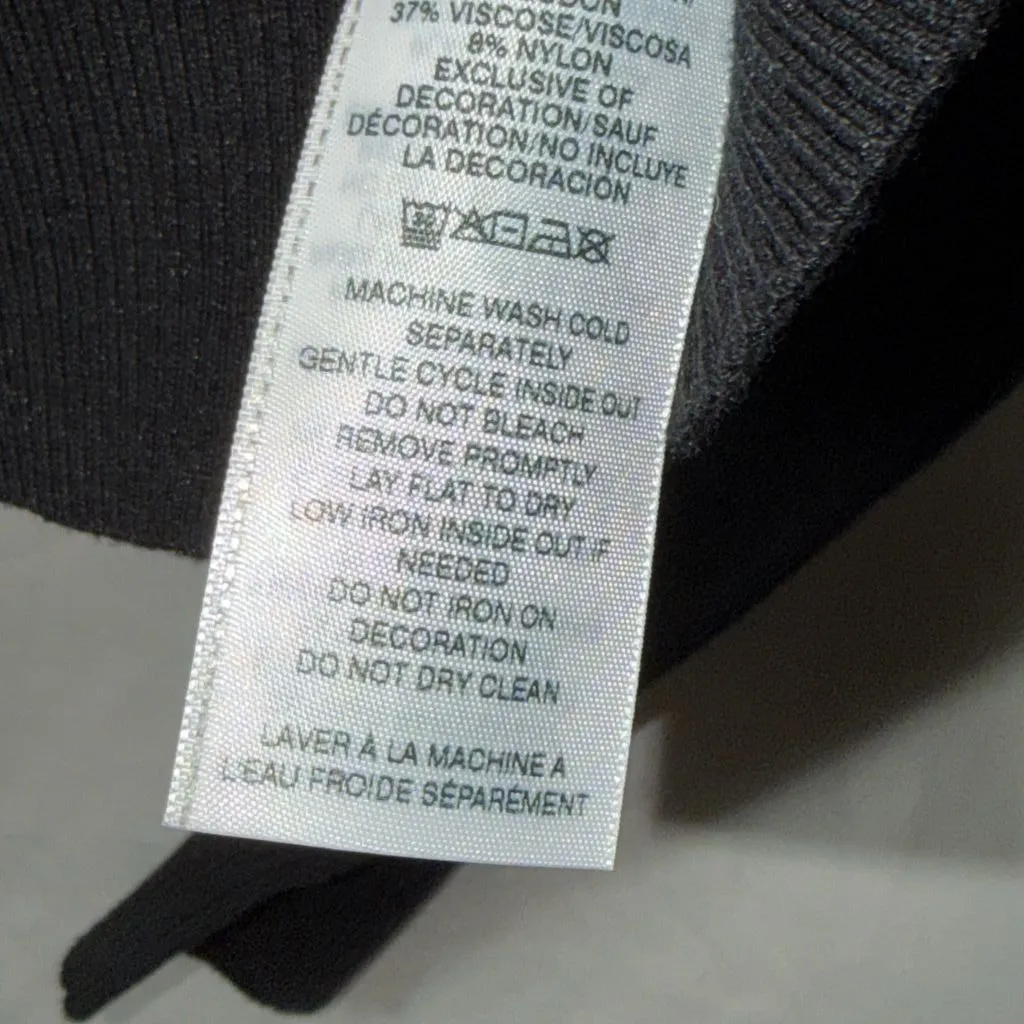 37% VISCOSE/VISCOSA
8% NYLON
EXCLUSIVE OF
DECORATION/SAUF
DÉCORATION/NO INCLUYE
LA DECORACIÓN
MACHINE WASH COLD
SEPARATELY
GENTLE CYCLE INSIDE OUT
DO NOT BLEACH
REMOVE PROMPTLY
LAY FLAT TO DRY
LOW IRON INSIDE OUT IF
NEEDED
DO NOT IRON ON
DECORATION
DO NOT DRY CLEAN
LAVER À LA MACHINE À
L'EAU FROIDE SÉPARÉMENT